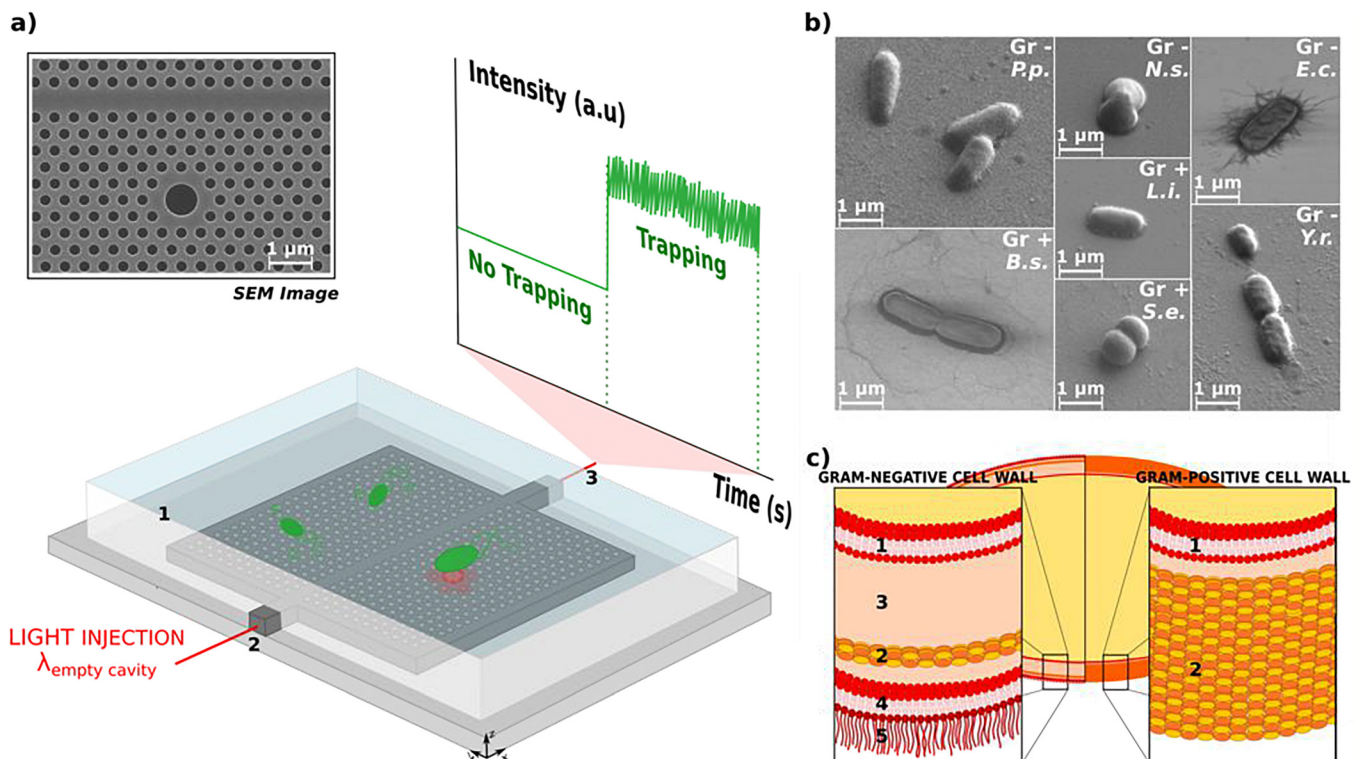 a)
1 µm
SEM Image
Intensity (a.u)
No Trapping
Trapping
Time (s)
1
2
3
LIGHT INJECTION
λempty cavity
z
b)
Gr -
P.p.
1 µm
Gr -
N.s.
1 µm
Gr -
E.c.
1 µm
Gr +
L.i.
1 µm
Gr +
B.s.
1 µm
Gr +
S.e.
1 µm
Gr -
Y.r.
1 µm
c)
GRAM-NEGATIVE CELL WALL
1
3
2
4
5
GRAM-POSITIVE CELL WALL
1
2